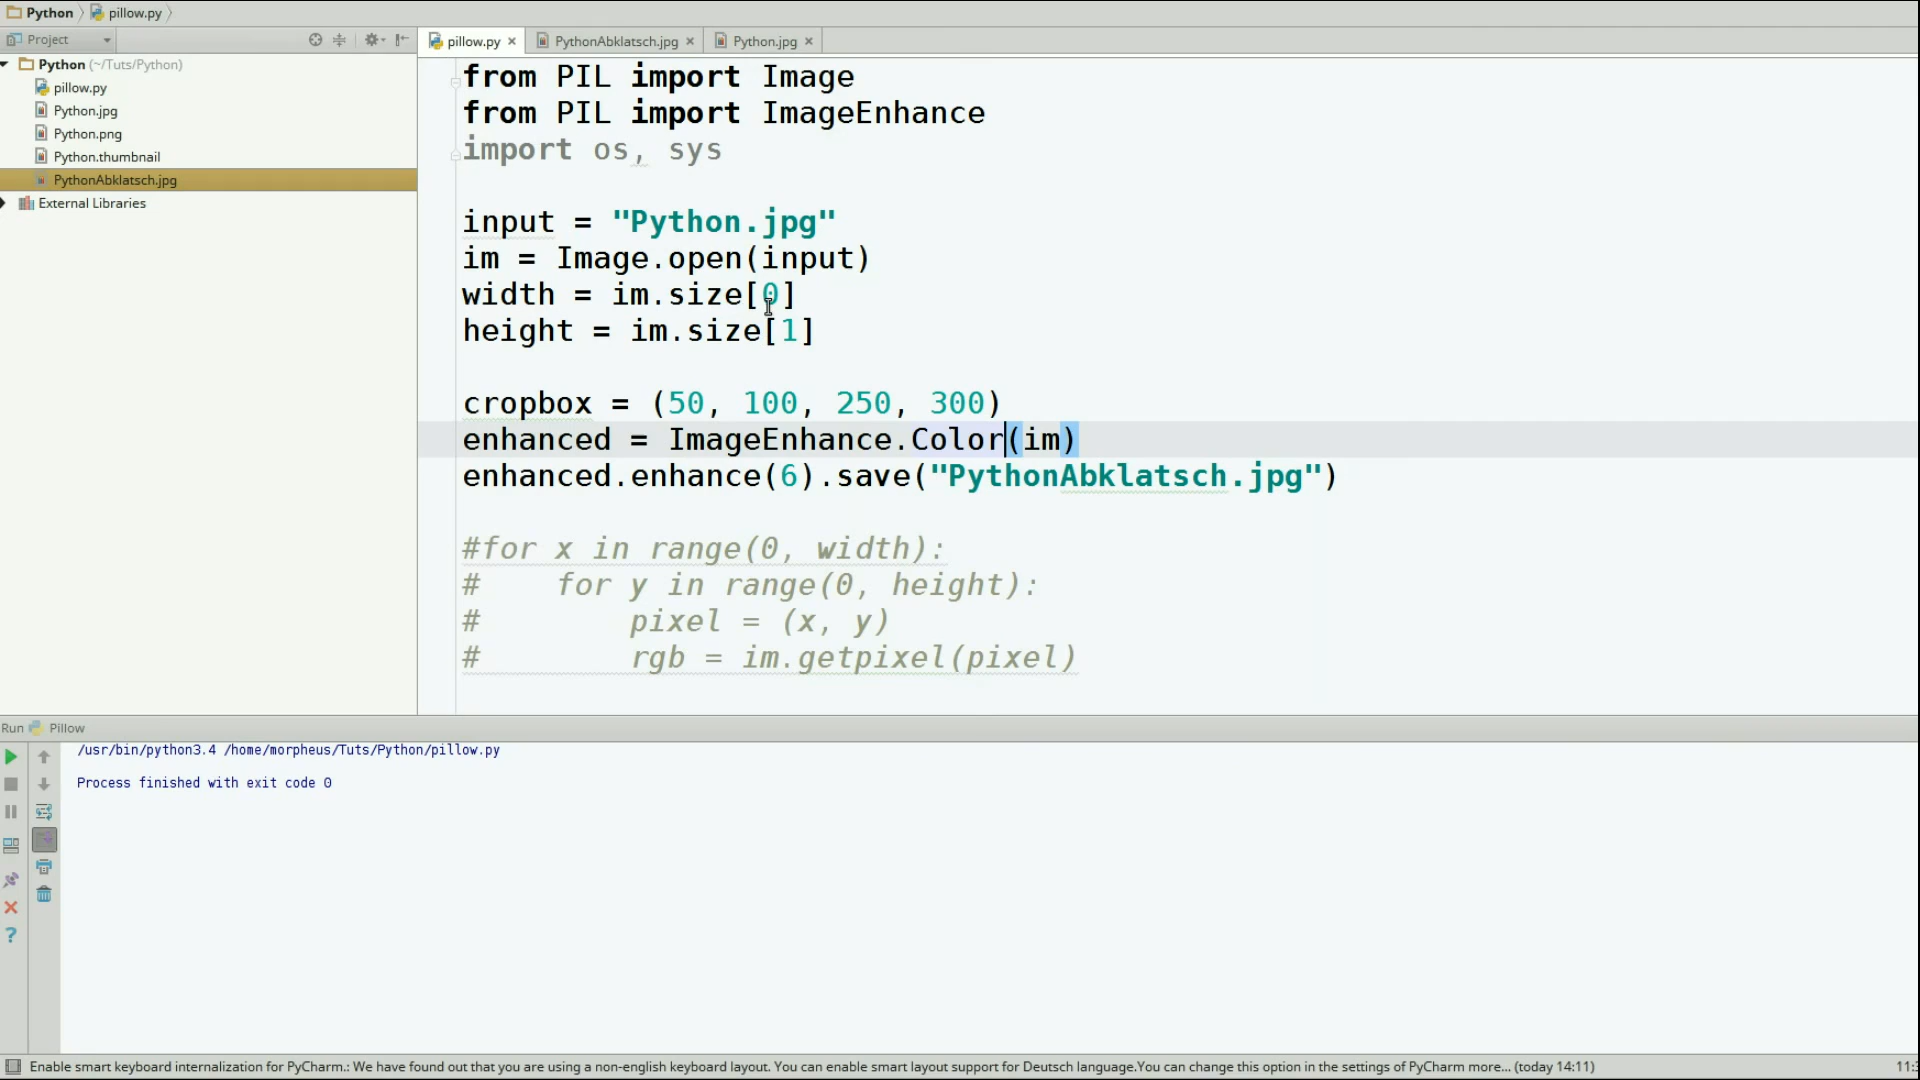 Python pillow.py
Project
pillow.py PythonAbklatsch.jpg Python.jpg
Python (~/Tuts/Python)
pillow.py
Python.jpg
Python.png
Python.thumbnail
PythonAbklatsch.jpg
External Libraries
from PIL import Image
from PIL import ImageEnhance
import os, sys
input = "Python.jpg"
im = Image.open(input)
width = im.size[0]
height = im.size[1]
cropbox = (50, 100, 250, 300)
enhanced = ImageEnhance.Color(im)
enhanced.enhance(6).save("PythonAbklatsch.jpg")
#for x in range(0, width):
#    for y in range(0, height):
#        pixel = (x, y)
#        rgb = im.getpixel(pixel)
Run Pillow
/usr/bin/python3.4 /home/morpheus/Tuts/Python/pillow.py
Process finished with exit code 0
Enable smart keyboard internalization for PyCharm.: We have found out that you are using a non-english keyboard layout. You can enable smart layout support for Deutsch language.You can change this option in the settings of PyCharm more... (today 14:11)